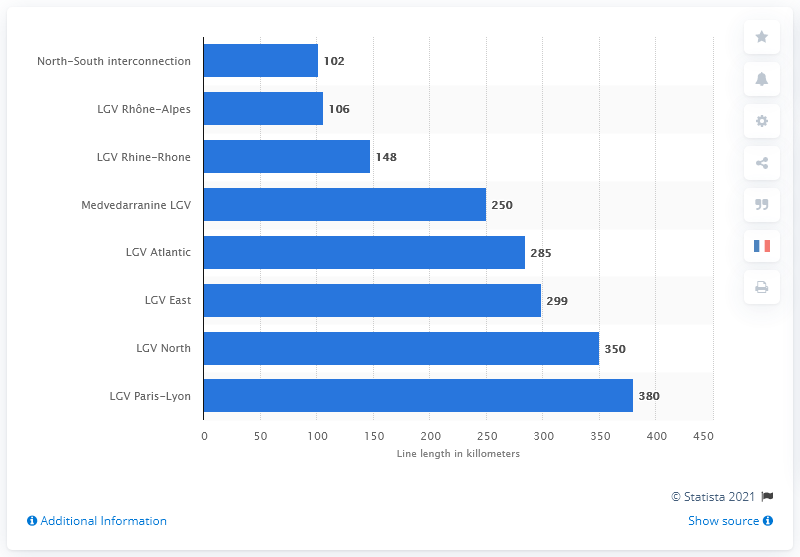 North-South interconnection 102
LGV Rhône-Alpes 106
LGV Rhine-Rhone 148
Medvedarranine LGV 250
LGV Atlantic 285
LGV East 299
LGV North 350
LGV Paris-Lyon 380
0 50 100 150 200 250 300 350 400 450
Line length in killometers
© Statista 2021
Additional Information
Show source